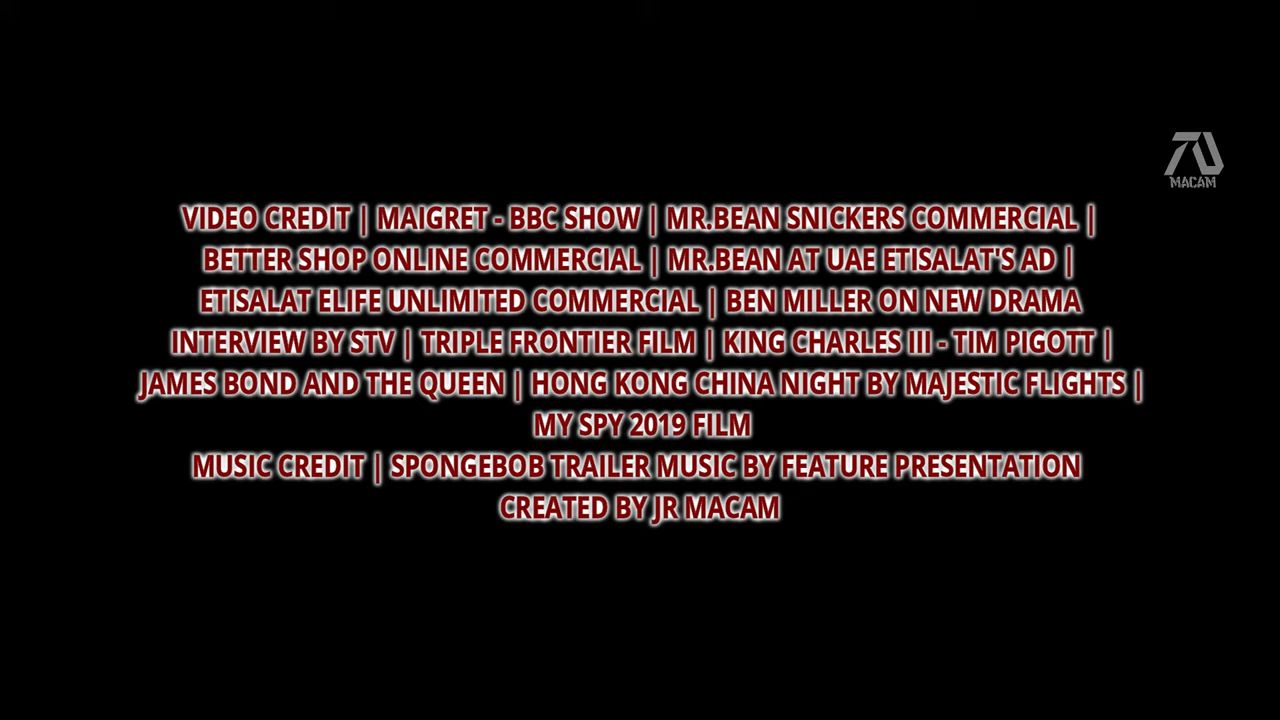 MACAM
VIDEO CREDIT | MAIGRET - BBC SHOW | MR.BEAN SNICKERS COMMERCIAL |
BETTER SHOP ONLINE COMMERCIAL | MR.BEAN AT UAE ETISALAT'S AD |
ETISALAT ELIFE UNLIMITED COMMERCIAL | BEN MILLER ON NEW DRAMA
INTERVIEW BY STV | TRIPLE FRONTIER FILM | KING CHARLES III - TIM PIGOTT |
JAMES BOND AND THE QUEEN | HONG KONG CHINA NIGHT BY MAJESTIC FLIGHTS |
MY SPY 2019 FILM
MUSIC CREDIT | SPONGEBOB TRAILER MUSIC BY FEATURE PRESENTATION
CREATED BY JR MACAM